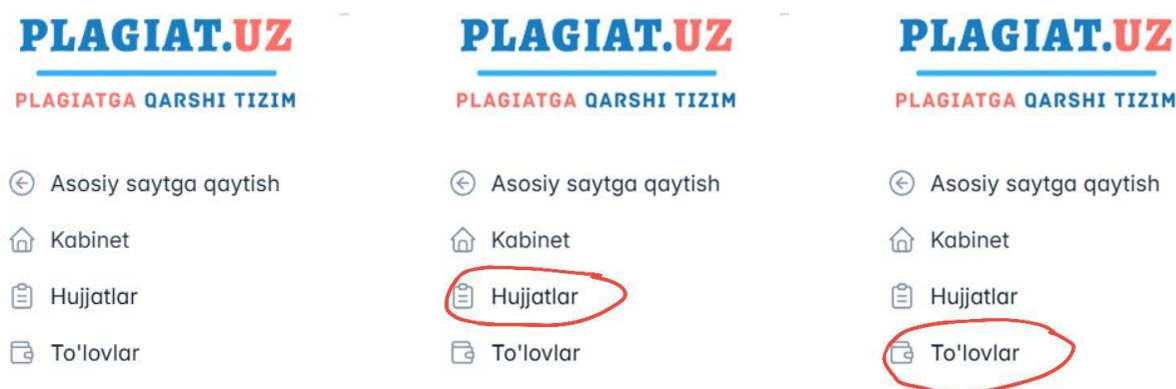 PLAGIAT.UZ
PLAGIATGA QARSHI TIZIM
Asosiy saytga qaytish
Kabinet
Hujjatlar
To'lovlar
PLAGIAT.UZ
PLAGIATGA QARSHI TIZIM
Asosiy saytga qaytish
Kabinet
Hujjatlar
To'lovlar
PLAGIAT.UZ
PLAGIATGA QARSHI TIZIM
Asosiy saytga qaytish
Kabinet
Hujjatlar
To'lovlar